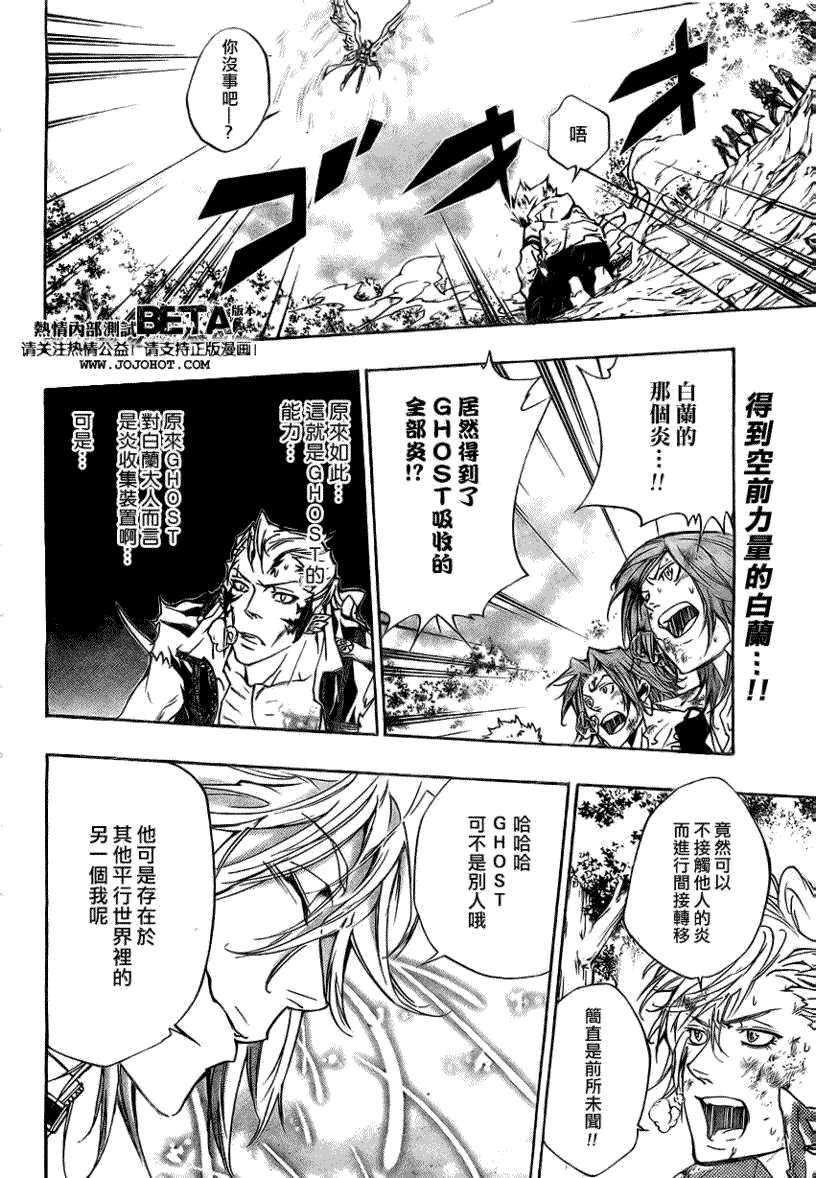 唔
ゴゴゴ
你
沒
事
吧
—
?
熱情內部測試BETA版本
请关注热情公益!请支持正版漫画!
WWW.JOJOHOT.COM
得到空前力量的白蘭…!!
白蘭的
那個炎…!!
居然得到了
GHOST吸收的
全部炎!?
原來如此…
這就是GHOST的
能力…
原來GHOST
對白蘭大人而言
是炎收集裝置啊…
可是…
竟然可以
不接觸他人的炎
而進行間接轉移
簡直是前所未聞!!
哈哈哈
GHOST
可不是別人哦
他可是存在於
其他平行世界裡的
另一個我呢